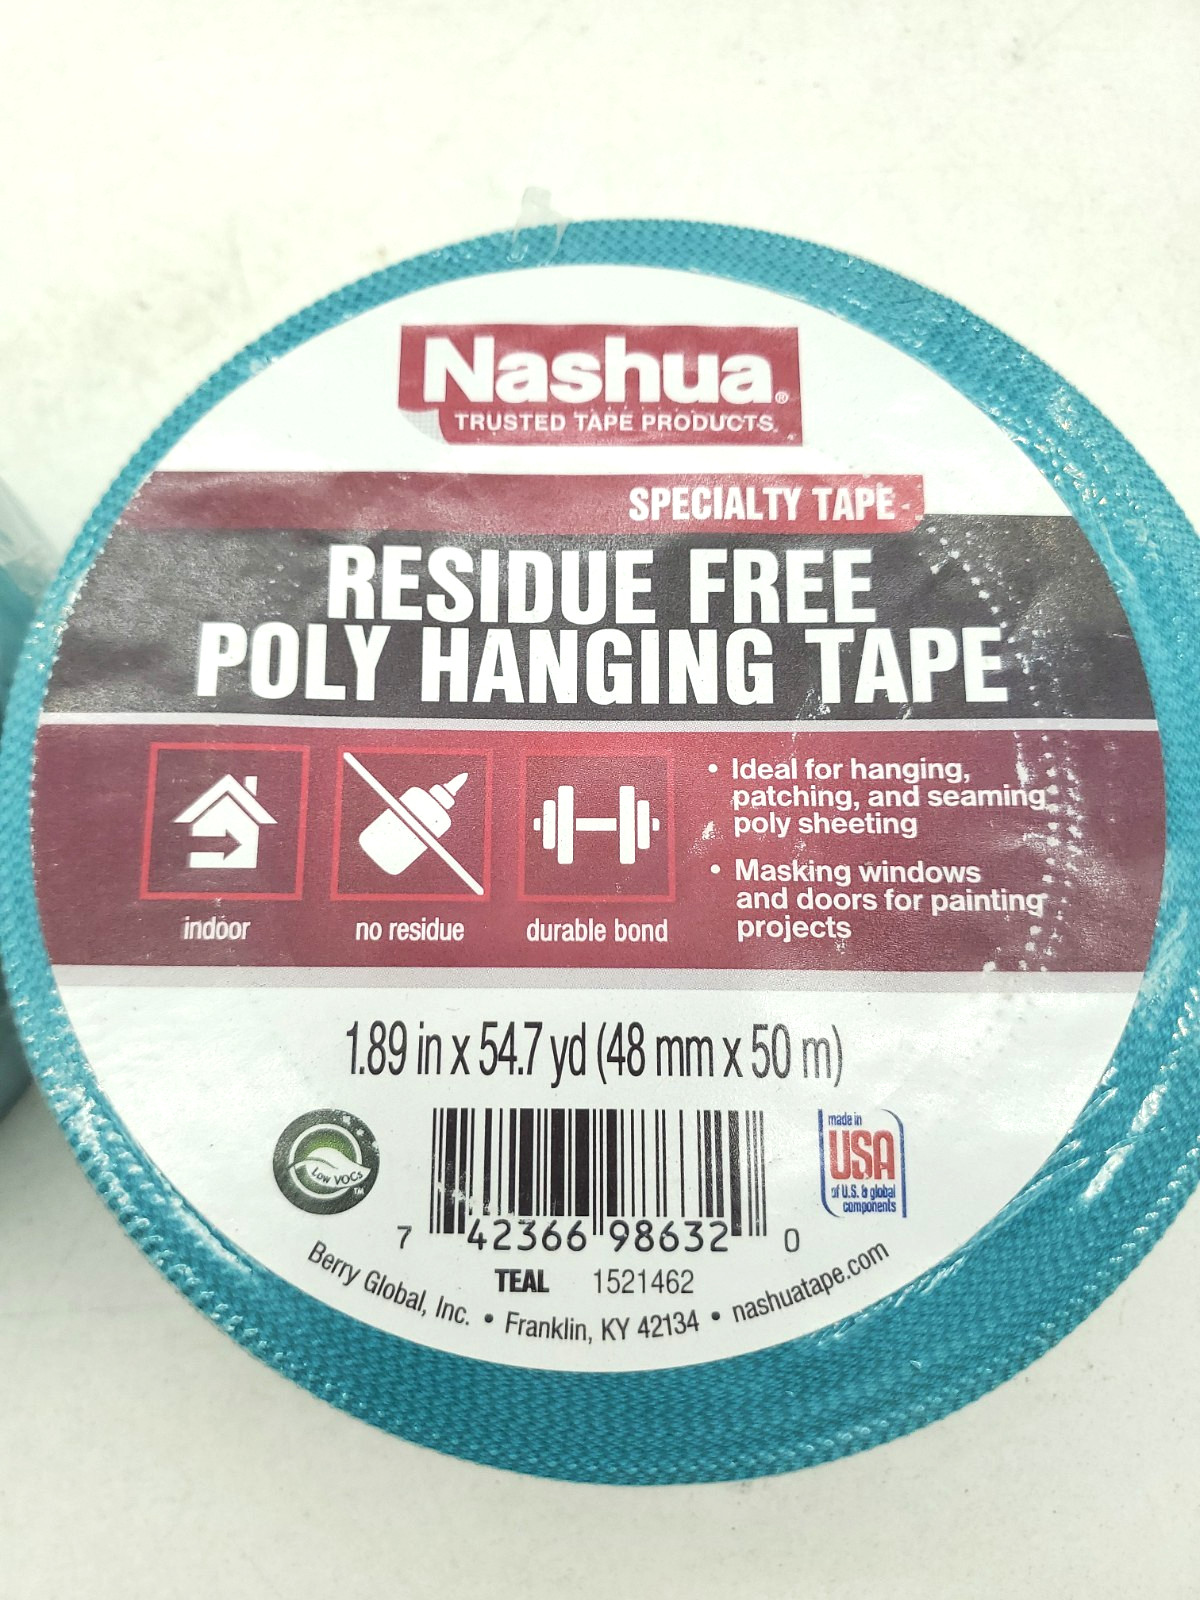 Nashua®
TRUSTED TAPE PRODUCTS
SPECIALTY TAPE
RESIDUE FREE
POLY HANGING TAPE
indoor
no residue
durable bond
• Ideal for hanging,
patching, and seaming
poly sheeting
• Masking windows
and doors for painting
projects
1.89 in x 54.7 yd (48 mm x 50 m)
LOW VOCs
TM
7 42366 98632 0
made in
USA
of U.S. & global
components
TEAL 1521462
Berry Global, Inc. • Franklin, KY 42134 • nashuatape.com